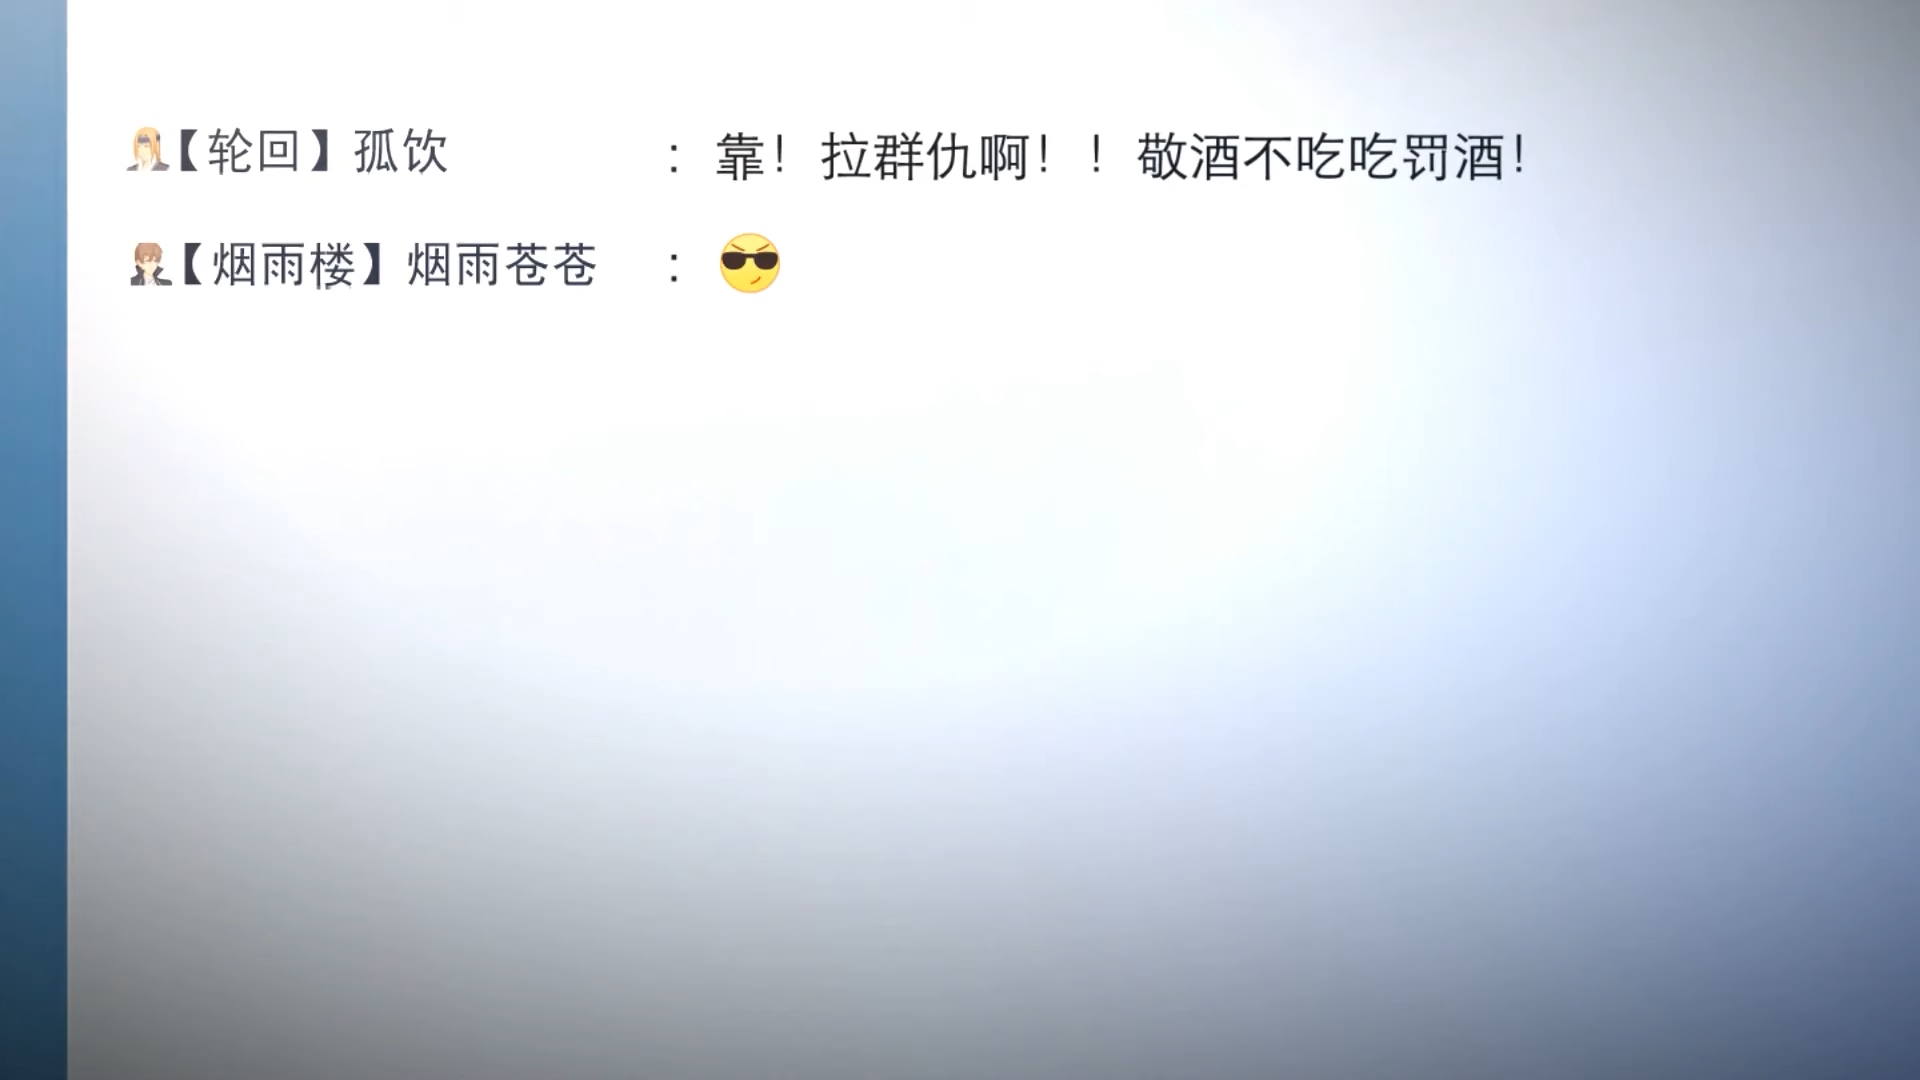 【轮回】孤饮 : 靠！拉群仇啊！！敬酒不吃吃罚酒！
【烟雨楼】烟雨苍苍 :